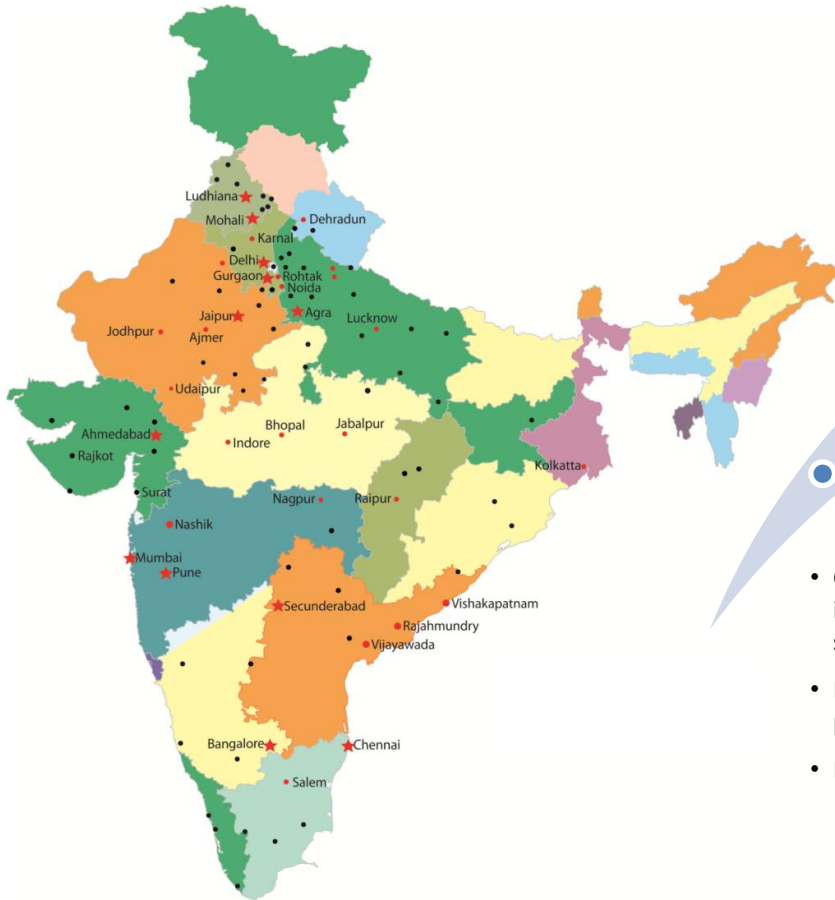 Ludhiana
Mohali
Dehradun
Karnal
Delhi
Gurgaon
Rohtak
Noida
Jaipur
Agra
Lucknow
Jodhpur
Ajmer
Udaipur
Ahmedabad
Bhopal
Jabalpur
Indore
Rajkot
Kolkatta
Surat
Nagpur
Raipur
Nashik
Mumbai
Pune
Secunderabad
Vishakapatnam
Rajahmundry
Vijayawada
Bangalore
Chennai
Salem